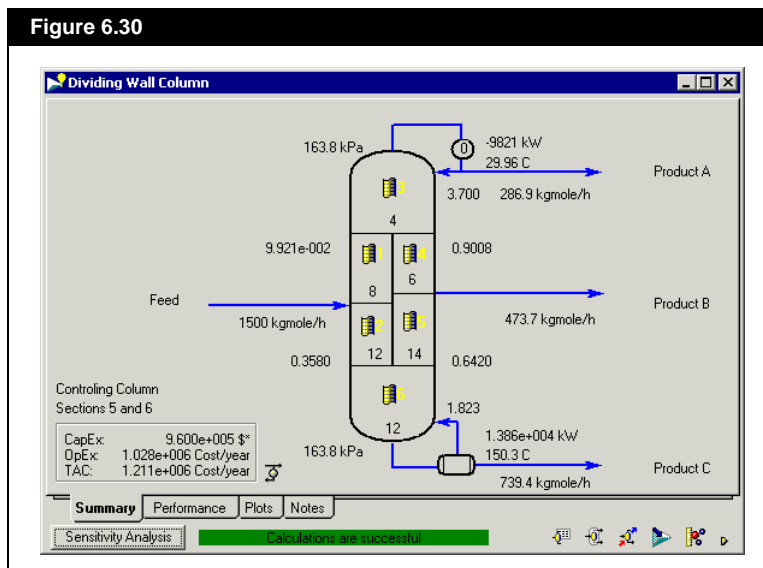 Figure 6.30
Dividing Wall Column
163.8 kPa
0
-9821 kW
29.96 C
Product A
3
3.700
286.9 kgmole/h
4
9.921e-002
1
4
0.9008
6
Feed
8
Product B
1500 kgmole/h
473.7 kgmole/h
2
5
0.3580
12
14
0.6420
Controling Column
Sections 5 and 6
6
1.823
12
CapEx: 9.600e+005 $*
OpEx: 1.028e+006 Cost/year
TAC: 1.211e+006 Cost/year
163.8 kPa
1.386e+004 kW
150.3 C
Product C
739.4 kgmole/h
Summary Performance Plots Notes
Sensitivity Analysis
Calculations are successful